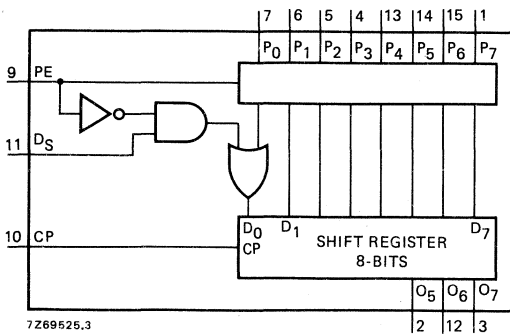 7 6 5 4 13 14 15 1
P0 P1 P2 P3 P4 P5 P6 P7
9 PE
11 DS
D0 D1 D7
10 CP CP SHIFT REGISTER
8-BITS
O5 O6 O7
7Z69525.3 2 12 3